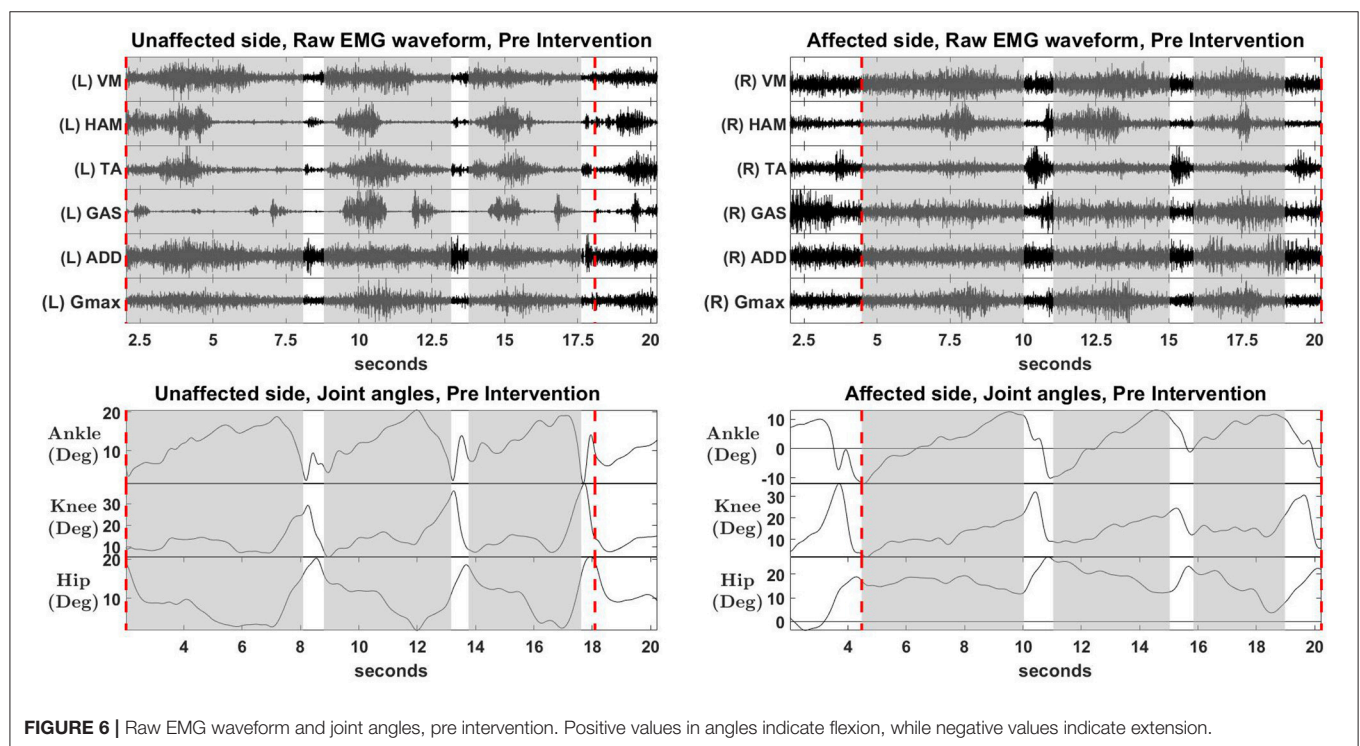 Unaffected side, Raw EMG waveform, Pre Intervention
(L) VM
(L) HAM
(L) TA
(L) GAS
(L) ADD
(L) Gmax
2.5 5 7.5 10 12.5 15 17.5 20
seconds
Affected side, Raw EMG waveform, Pre Intervention
(R) VM
(R) HAM
(R) TA
(R) GAS
(R) ADD
(R) Gmax
2.5 5 7.5 10 12.5 15 17.5 20
seconds
Unaffected side, Joint angles, Pre Intervention
20
Ankle
(Deg) 10
30
Knee
(Deg) 20
10
20
Hip
(Deg) 10
4 6 8 10 12 14 16 18 20
seconds
Affected side, Joint angles, Pre Intervention
10
Ankle
(Deg) 0
-10
30
Knee
(Deg) 20
10
20
Hip
(Deg)
0
4 6 8 10 12 14 16 18 20
seconds
FIGURE 6 | Raw EMG waveform and joint angles, pre intervention. Positive values in angles indicate flexion, while negative values indicate extension.